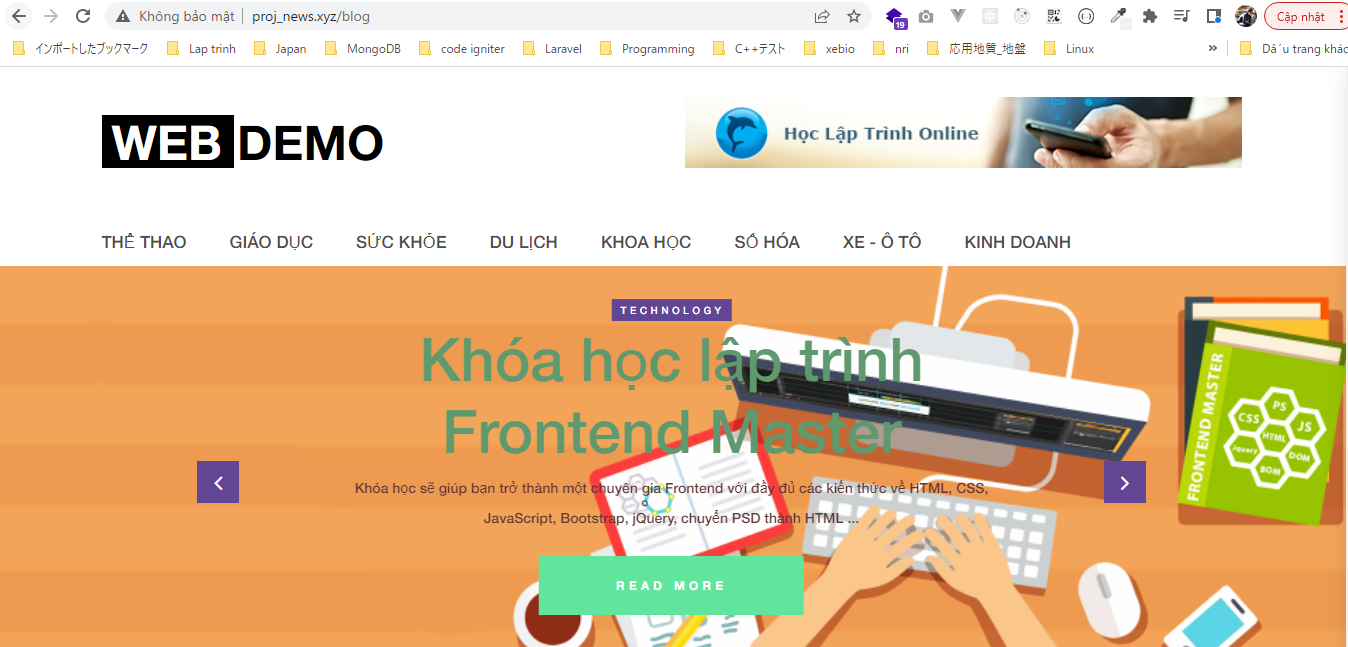 Không bảo mật
proj_news.xyz/blog
19
Cập nhật
インポートしたブックマーク
Lap trinh
Japan
MongoDB
code igniter
Laravel
Programming
C++テスト
xebio
nri
応用地質_地盤
Linux
»
Dấu trang khác
WEB DEMO
Học Lập Trình Online
THỂ THAO
GIÁO DỤC
SỨC KHỎE
DU LỊCH
KHOA HỌC
SỐ HÓA
XE - Ô TÔ
KINH DOANH
TECHNOLOGY
Khóa học lập trình
Frontend Master
Khóa học sẽ giúp bạn trở thành một chuyên gia Frontend với đầy đủ các kiến thức về HTML, CSS,
JavaScript, Bootstrap, jQuery, chuyển PSD thành HTML ...
READ MORE
FRONTEND MASTER
PS
CSS
JS
HTML
jquery
DOM
BOM